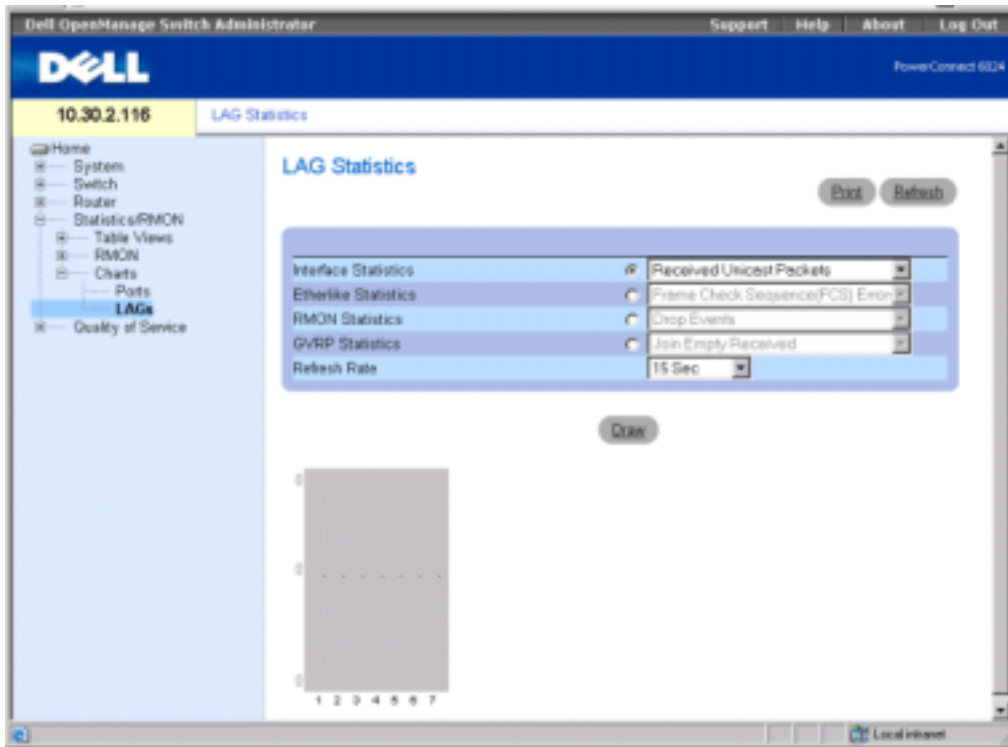 Dell OpenManage Switch Administrator Support Help About Log Out
DELL
PowerConnect 6024
10.30.2.116 LAG Statistics
Home
System
Switch
Router
Statistics/RMON
Table Views
RMON
Charts
Ports
LAGs
Quality of Service
LAG Statistics
Print Refresh
Interface Statistics Received Unicast Packets
Etherlike Statistics Frame Check Sequence(FCS) Errors
RMON Statistics Drop Events
GVRP Statistics Join Empty Received
Refresh Rate 15 Sec
Draw
0
0
0
1 2 3 4 5 6 7
Local intranet